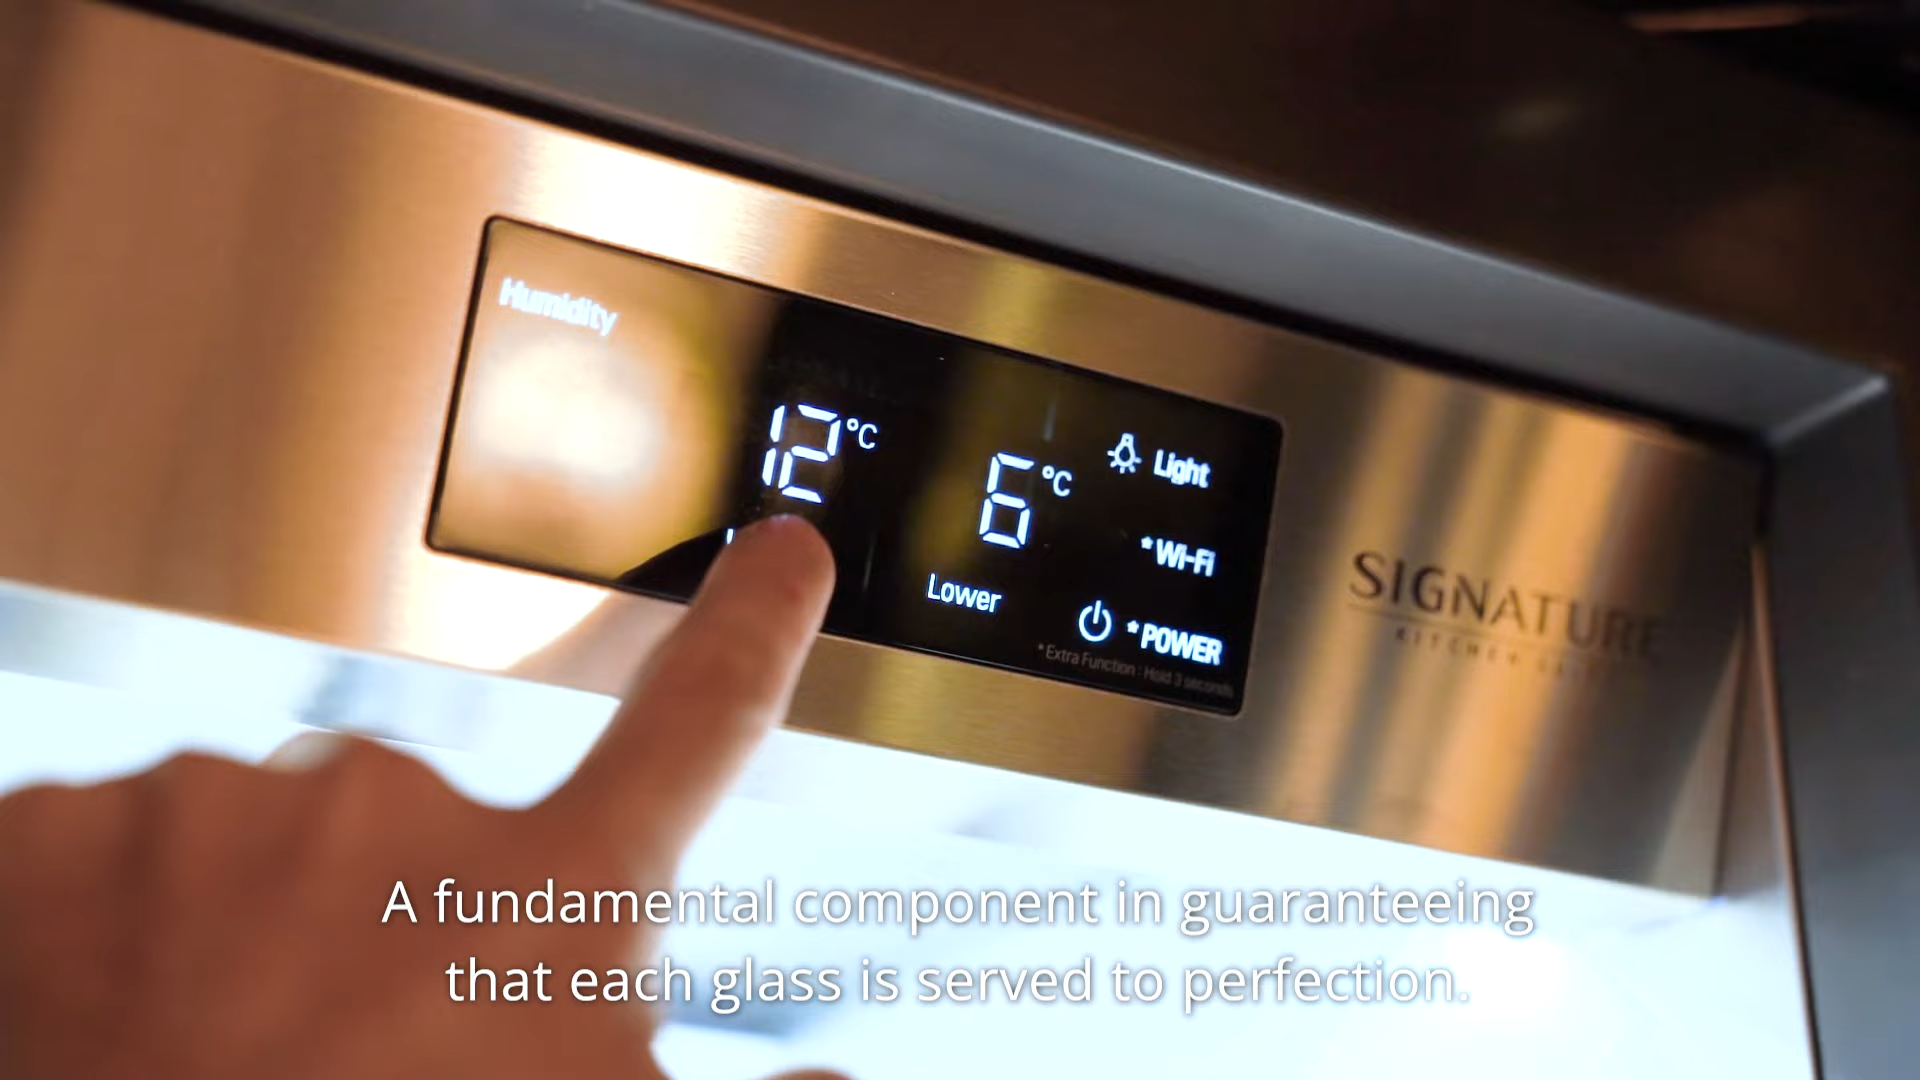 Humidity
12 °C
6 °C
Light
* Wi-Fi
Lower
* POWER
* Extra Function : Hold 3 seconds
SIGNATURE
KITCHEN
A fundamental component in guaranteeing
that each glass is served to perfection.